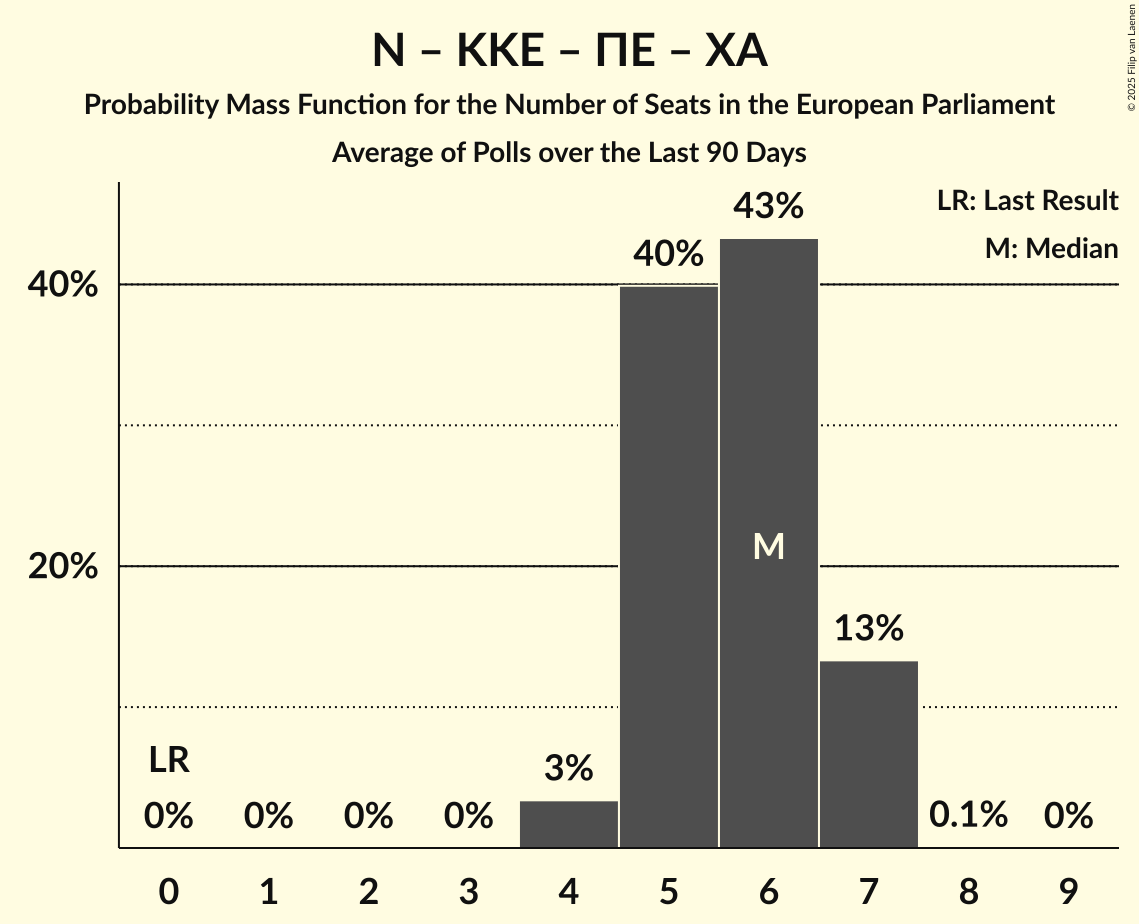 Ν – ΚΚΕ – ΠΕ – ΧΑ
Probability Mass Function for the Number of Seats in the European Parliament
Average of Polls over the Last 90 Days
© 2025 Filip van Laenen
LR: Last Result
M: Median
43%
40%
40%
M
20%
13%
LR
3%
0% 0% 0% 0% 0.1% 0%
0 1 2 3 4 5 6 7 8 9